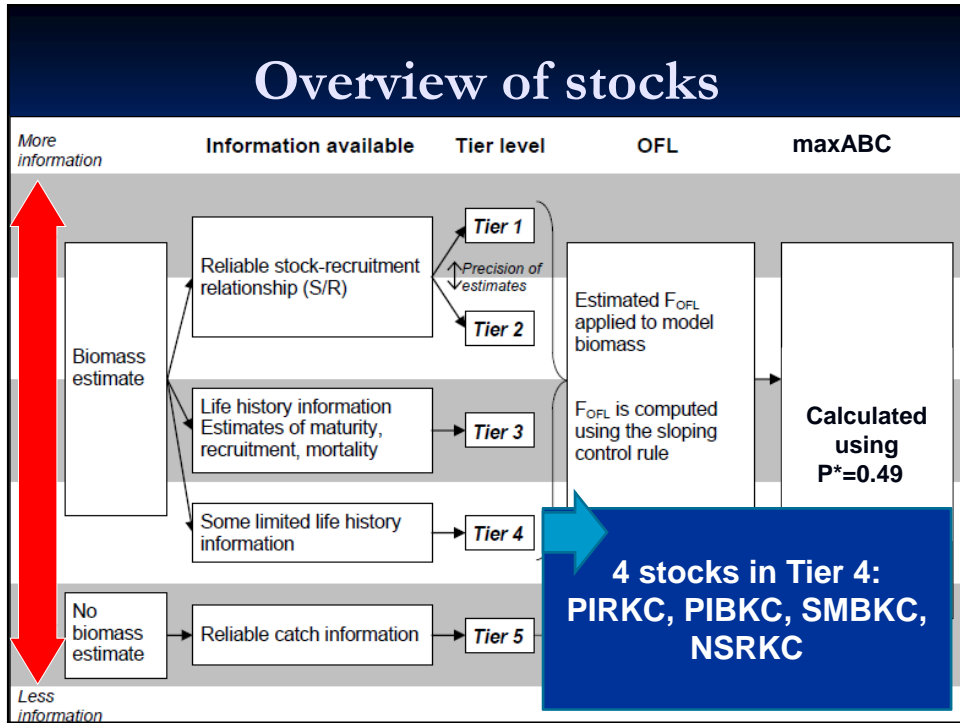 Overview of stocks
More
information
Information available
Tier level
OFL
maxABC
Biomass
estimate
Reliable stock-recruitment
relationship (S/R)
Tier 1
Precision of
estimates
Tier 2
Life history information
Estimates of maturity,
recruitment, mortality
Tier 3
Some limited life history
information
Tier 4
Estimated FOFL
applied to model
biomass
FOFL is computed
using the sloping
control rule
Calculated
using
P*=0.49
4 stocks in Tier 4:
PIRKC, PIBKC, SMBKC,
NSRKC
No
biomass
estimate
Reliable catch information
Tier 5
Less
information